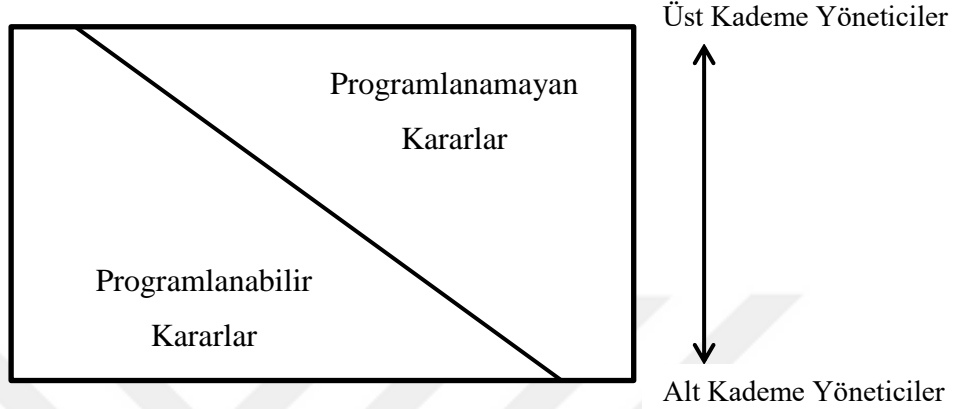 Üst Kademe Yöneticiler
Programlanamayan
Kararlar
Programlanabilir
Kararlar
Alt Kademe Yöneticiler